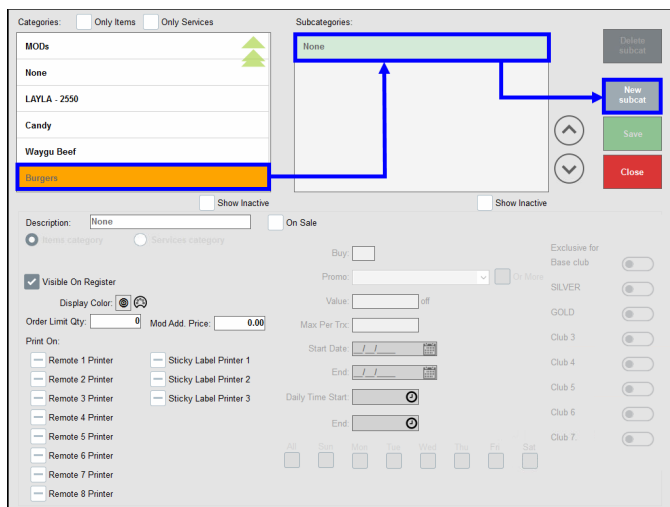 Categories: Only Items Only Services Subcategories:
MODs
None
LAYLA - 2550
Candy
Waygu Beef
Burgers
None
Delete subcat
New subcat
Save
Close
Show Inactive Show Inactive
Description: None On Sale
Items category Services category
Visible On Register
Display Color:
Order Limit Qty: 0 Mod Add. Price: 0.00
Print On:
Remote 1 Printer Sticky Label Printer 1
Remote 2 Printer Sticky Label Printer 2
Remote 3 Printer Sticky Label Printer 3
Remote 4 Printer
Remote 5 Printer
Remote 6 Printer
Remote 7 Printer
Remote 8 Printer
Buy:
Promo: Or More
Value: off
Max Per Trx:
Start Date: _/_/____
End: _/_/____
Daily Time Start:
End:
All Sun Mon Tue Wed Thu Fri Sat
Exclusive for
Base club
SILVER
GOLD
Club 3
Club 4
Club 5
Club 6
Club 7: